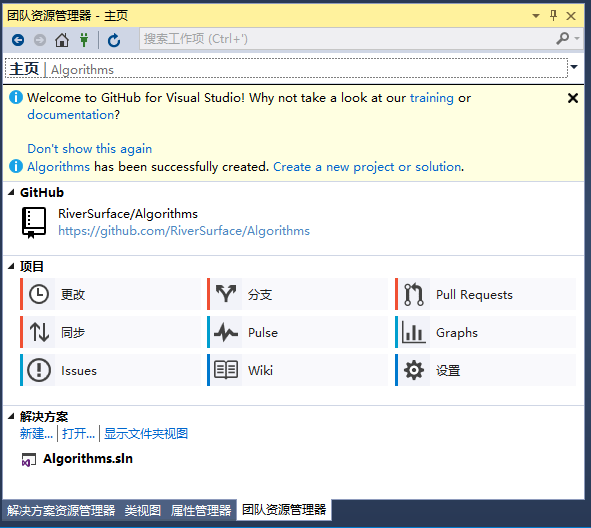 团队资源管理器 - 主页
搜索工作项 (Ctrl+')
主页 | Algorithms
Welcome to GitHub for Visual Studio! Why not take a look at our training or
documentation?
Don't show this again
Algorithms has been successfully created. Create a new project or solution.
GitHub
RiverSurface/Algorithms
https://github.com/RiverSurface/Algorithms
项目
更改 分支 Pull Requests
同步 Pulse Graphs
Issues Wiki 设置
解决方案
新建... | 打开... | 显示文件夹视图
Algorithms.sln
解决方案资源管理器 类视图 属性管理器 团队资源管理器